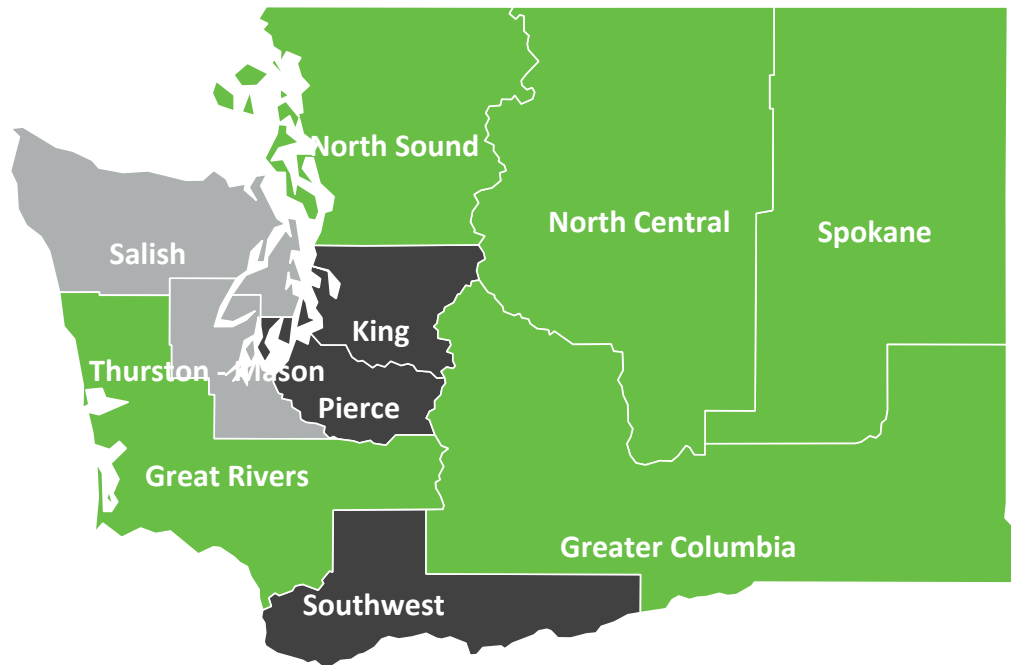 North Sound
North Central
Spokane
Salish
King
Thurston - Mason
Pierce
Great Rivers
Greater Columbia
Southwest